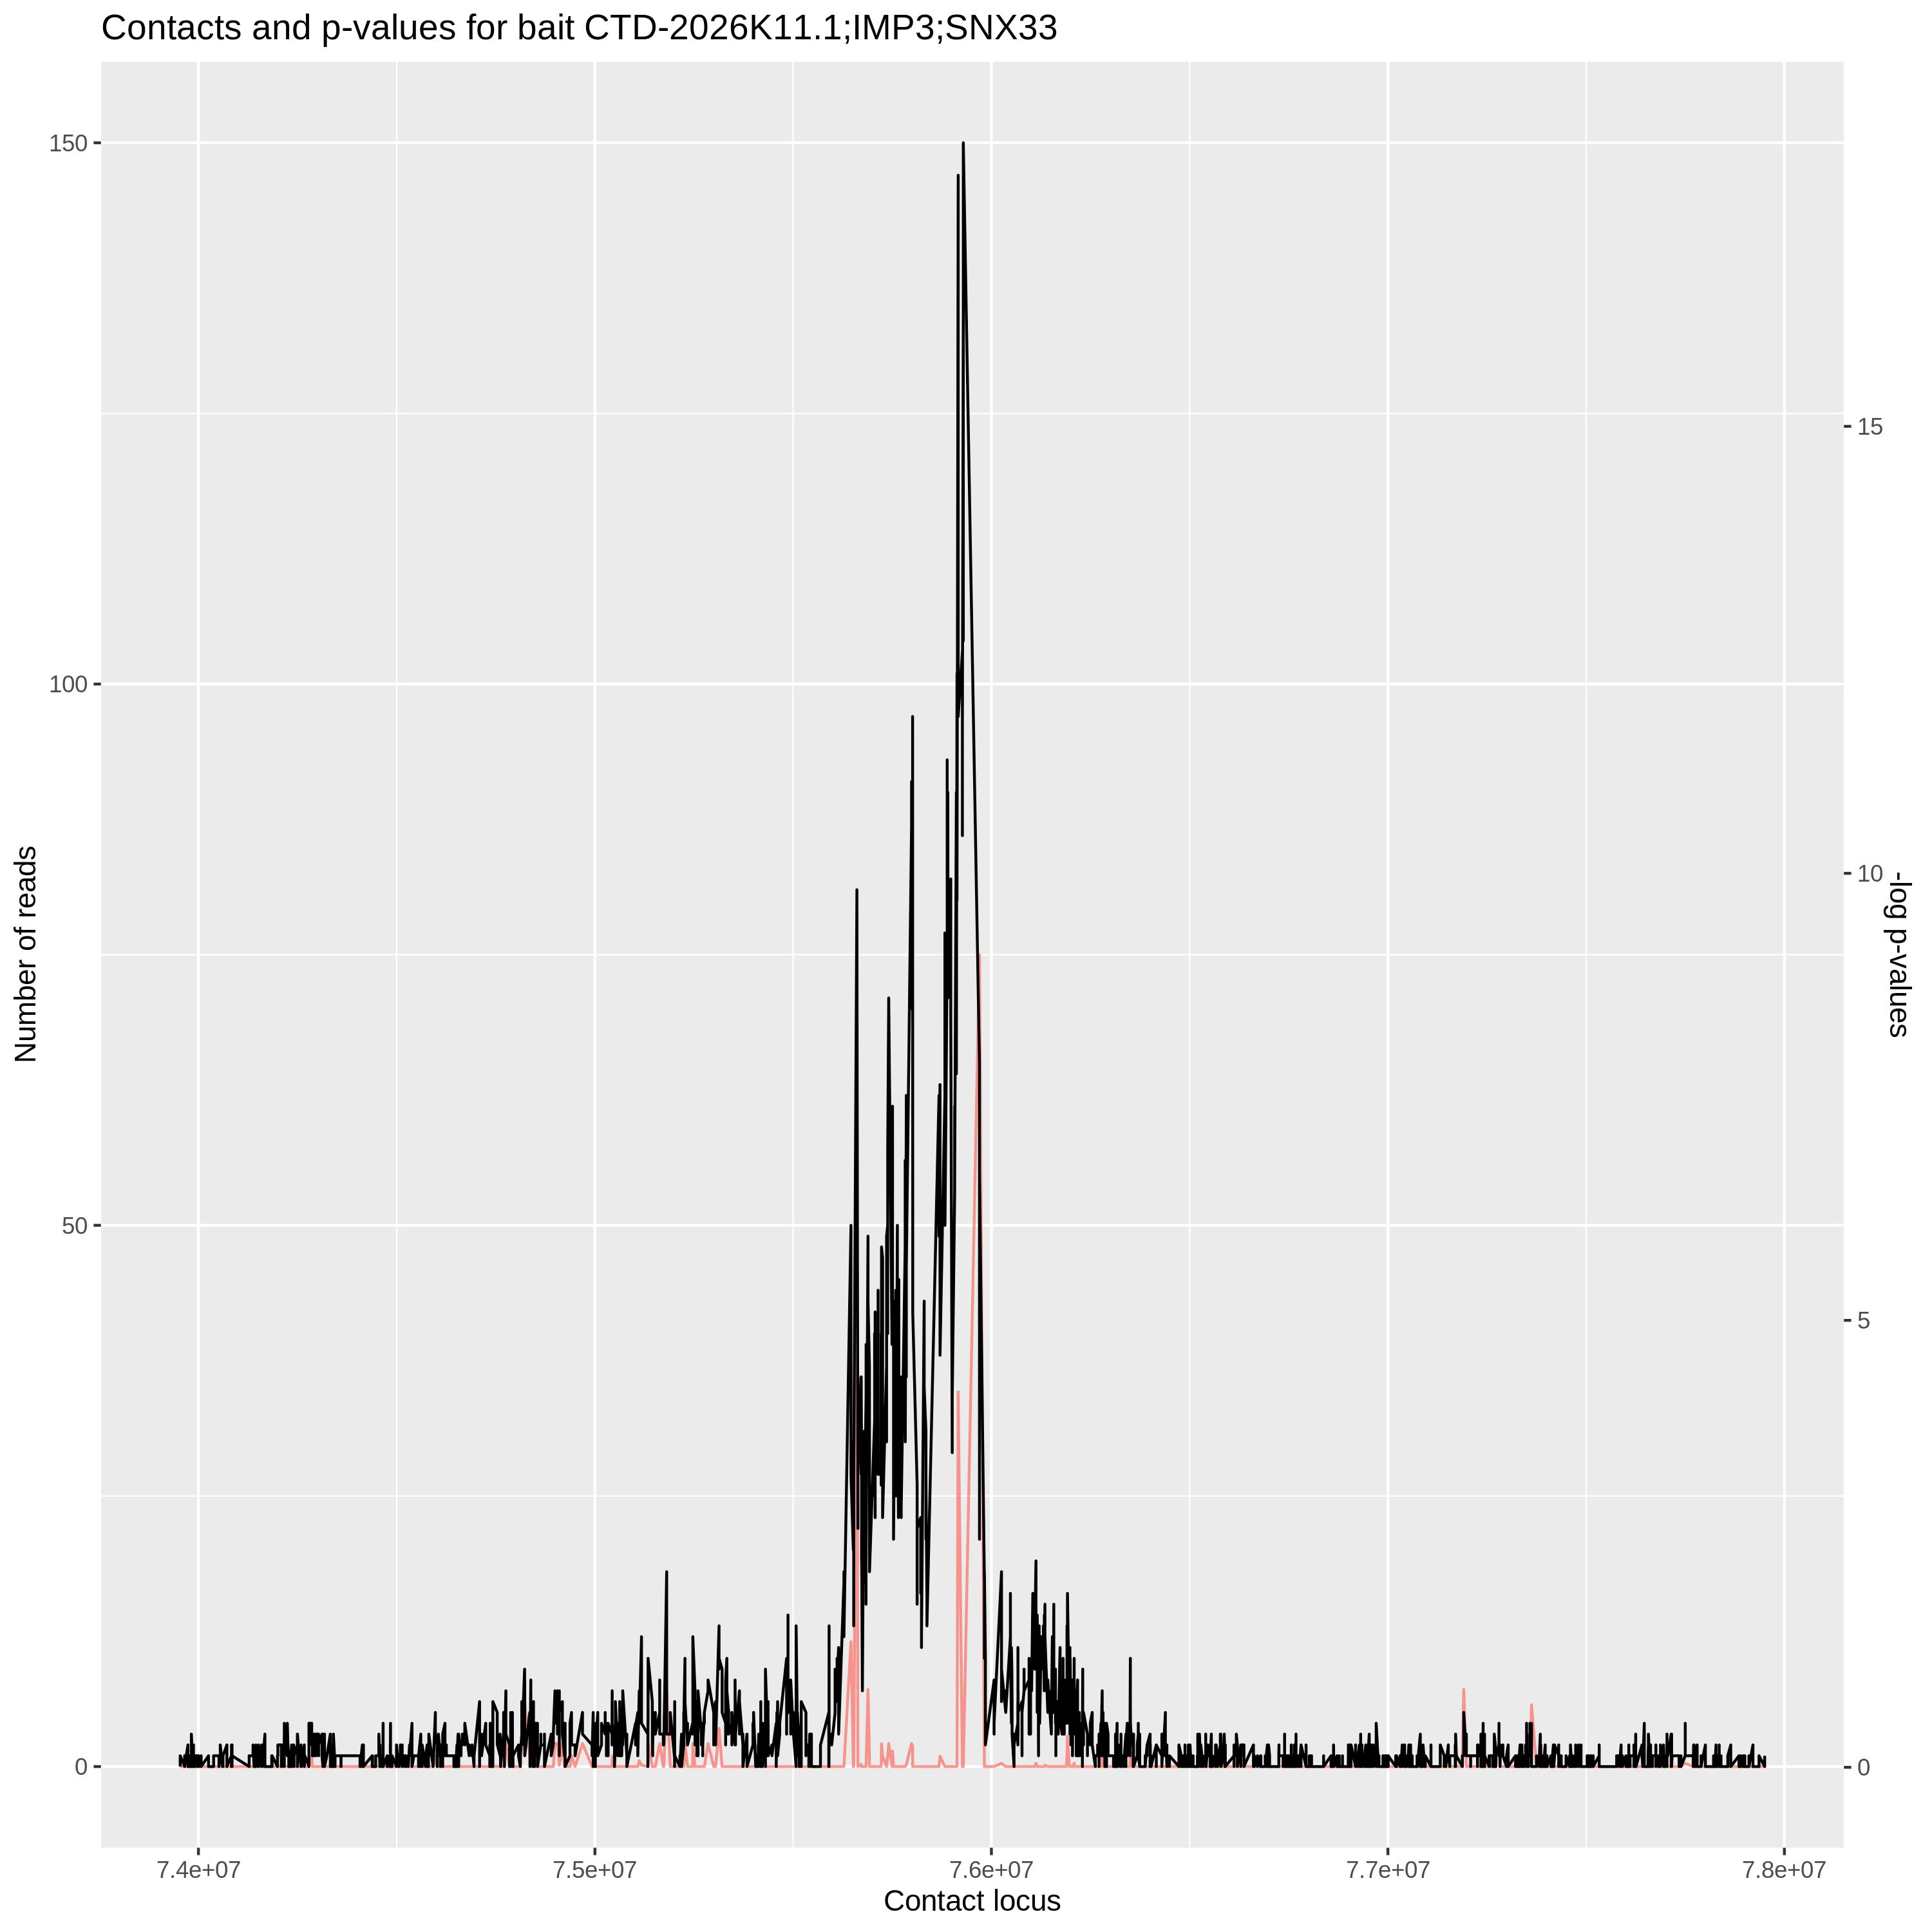 Contacts and p-values for bait CTD-2026K11.1;IMP3;SNX33
150
100
50
0
Number of reads
15
10
5
0
-log p-values
7.4e+07 7.5e+07 7.6e+07 7.7e+07 7.8e+07
Contact locus